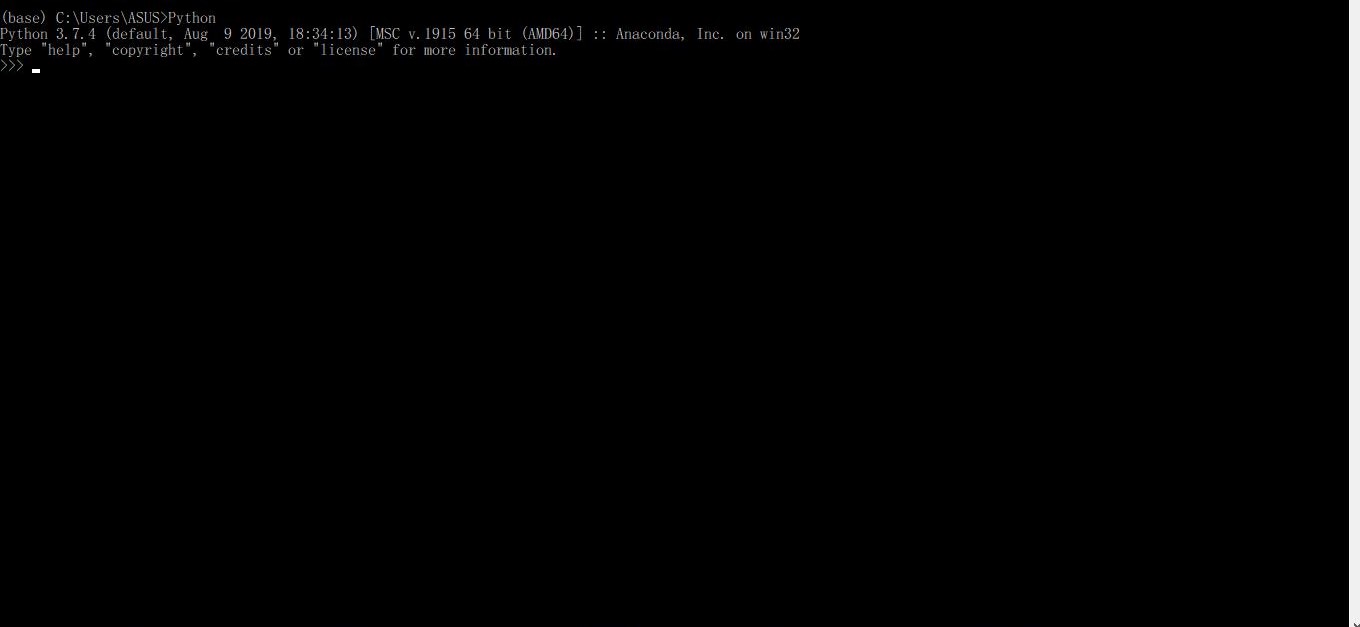 (base) C:\Users\ASUS>Python
Python 3.7.4 (default, Aug  9 2019, 18:34:13) [MSC v.1915 64 bit (AMD64)] :: Anaconda, Inc. on win32
Type "help", "copyright", "credits" or "license" for more information.
>>>